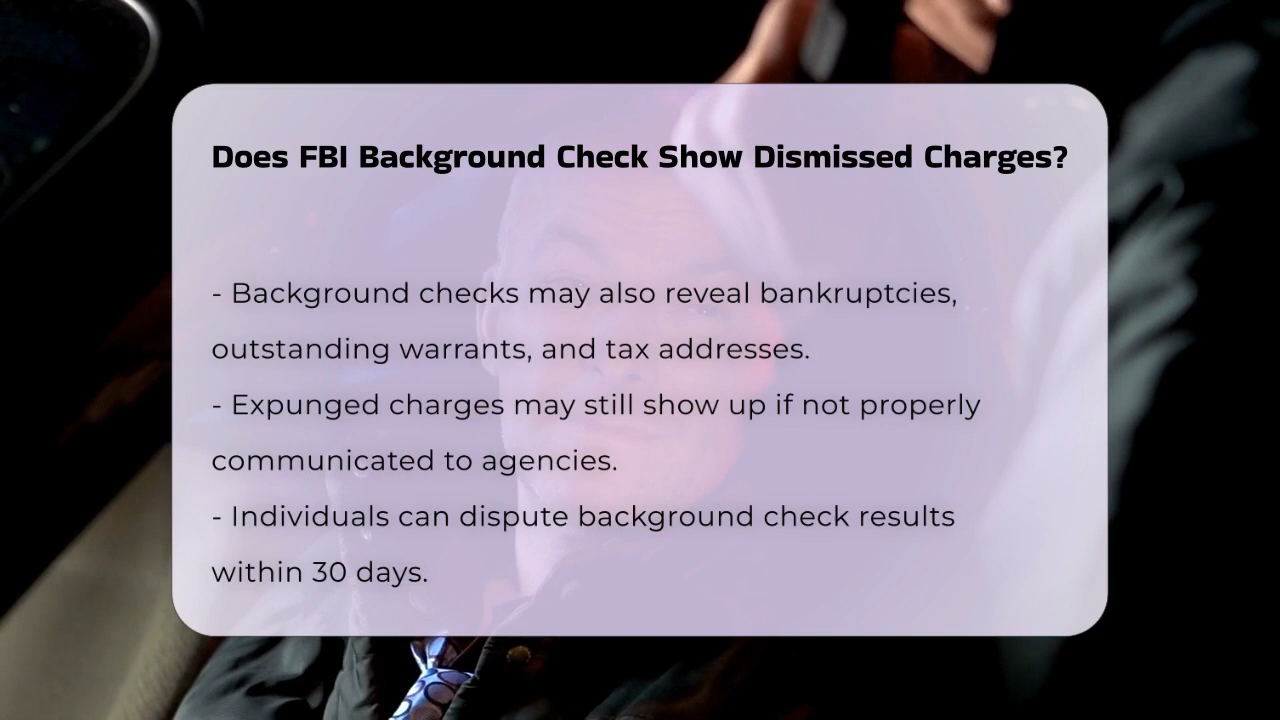 Does FBI Background Check Show Dismissed Charges?
- Background checks may also reveal bankruptcies,
outstanding warrants, and tax addresses.
- Expunged charges may still show up if not properly
communicated to agencies.
- Individuals can dispute background check results
within 30 days.